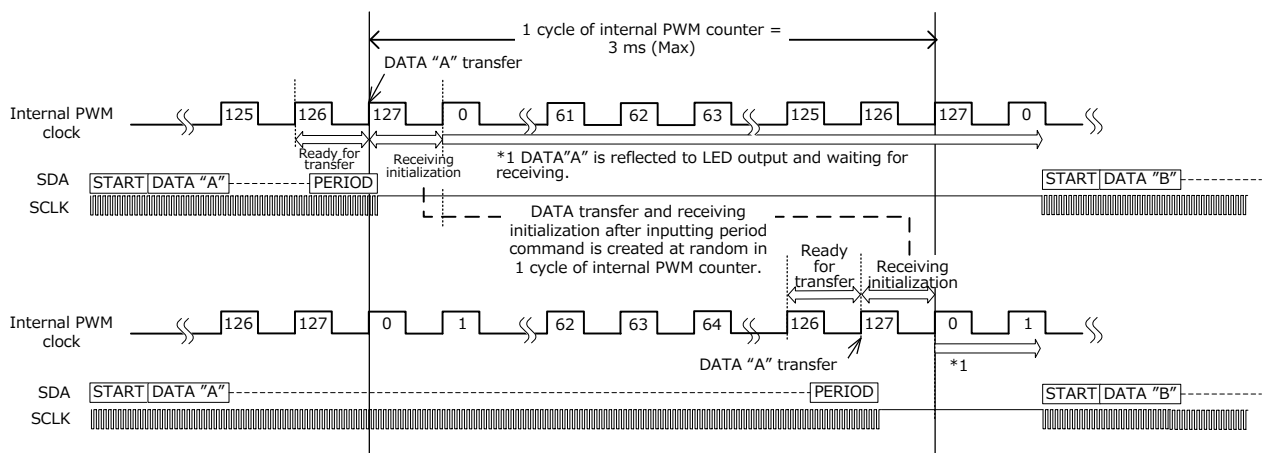 1 cycle of internal PWM counter =
3 ms (Max)
DATA “A” transfer
Internal PWM
clock
125 126 127 0 61 62 63 125 126 127 0
Ready for
transfer
Receiving
initialization
*1 DATA”A” is reflected to LED output and waiting for
receiving.
SDA START DATA “A” PERIOD START DATA ”B”
SCLK
DATA transfer and receiving
initialization after inputting period
command is created at random in
1 cycle of internal PWM counter.
Ready
for
transfer
Receiving
initialization
Internal PWM
clock
126 127 0 1 62 63 64 126 127 0 1
DATA “A” transfer
*1
SDA START DATA ”A” PERIOD START DATA ”B”
SCLK